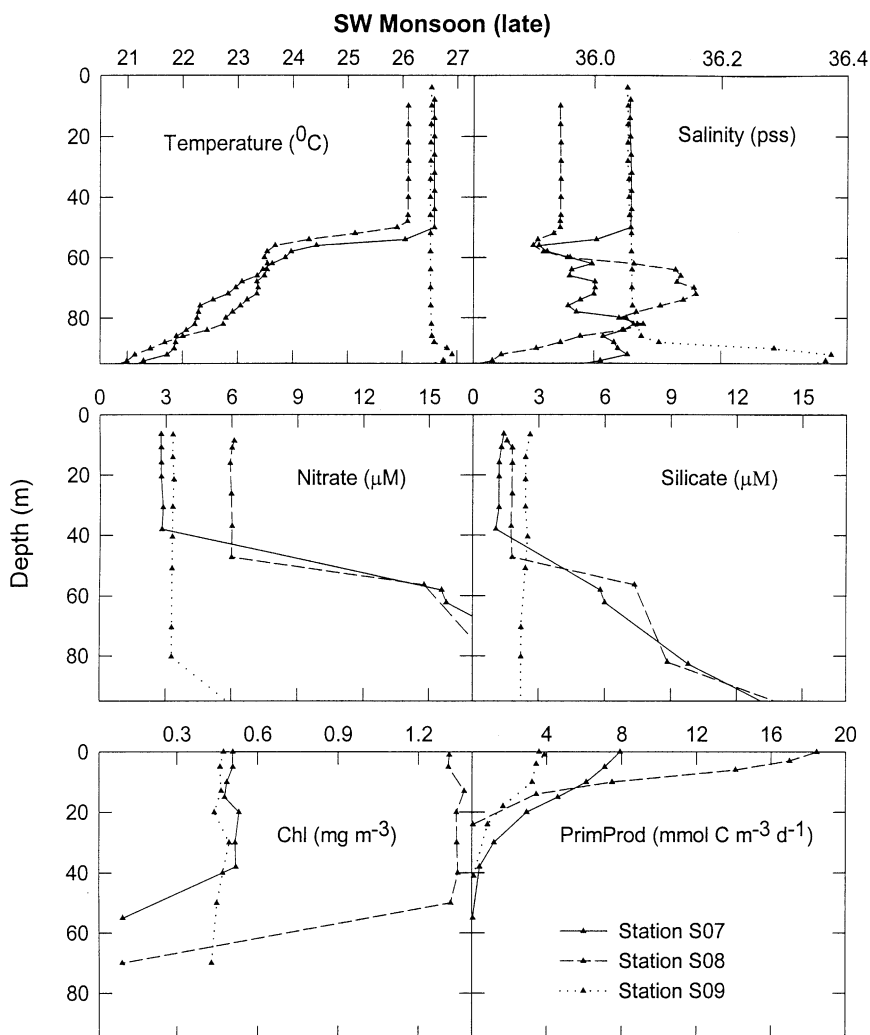 SW Monsoon (late)
21 22 23 24 25 26 27 36.0 36.2 36.4
0
20
40
60
80
Temperature (⁰C)
Salinity (pss)
0 3 6 9 12 15 0 3 6 9 12 15
0
20
40
60
80
Nitrate (μM)
Silicate (μM)
Depth (m)
0.3 0.6 0.9 1.2 4 8 12 16 20
0
20
40
60
80
Chl (mg m⁻³)
PrimProd (mmol C m⁻³ d⁻¹)
Station S07
Station S08
Station S09